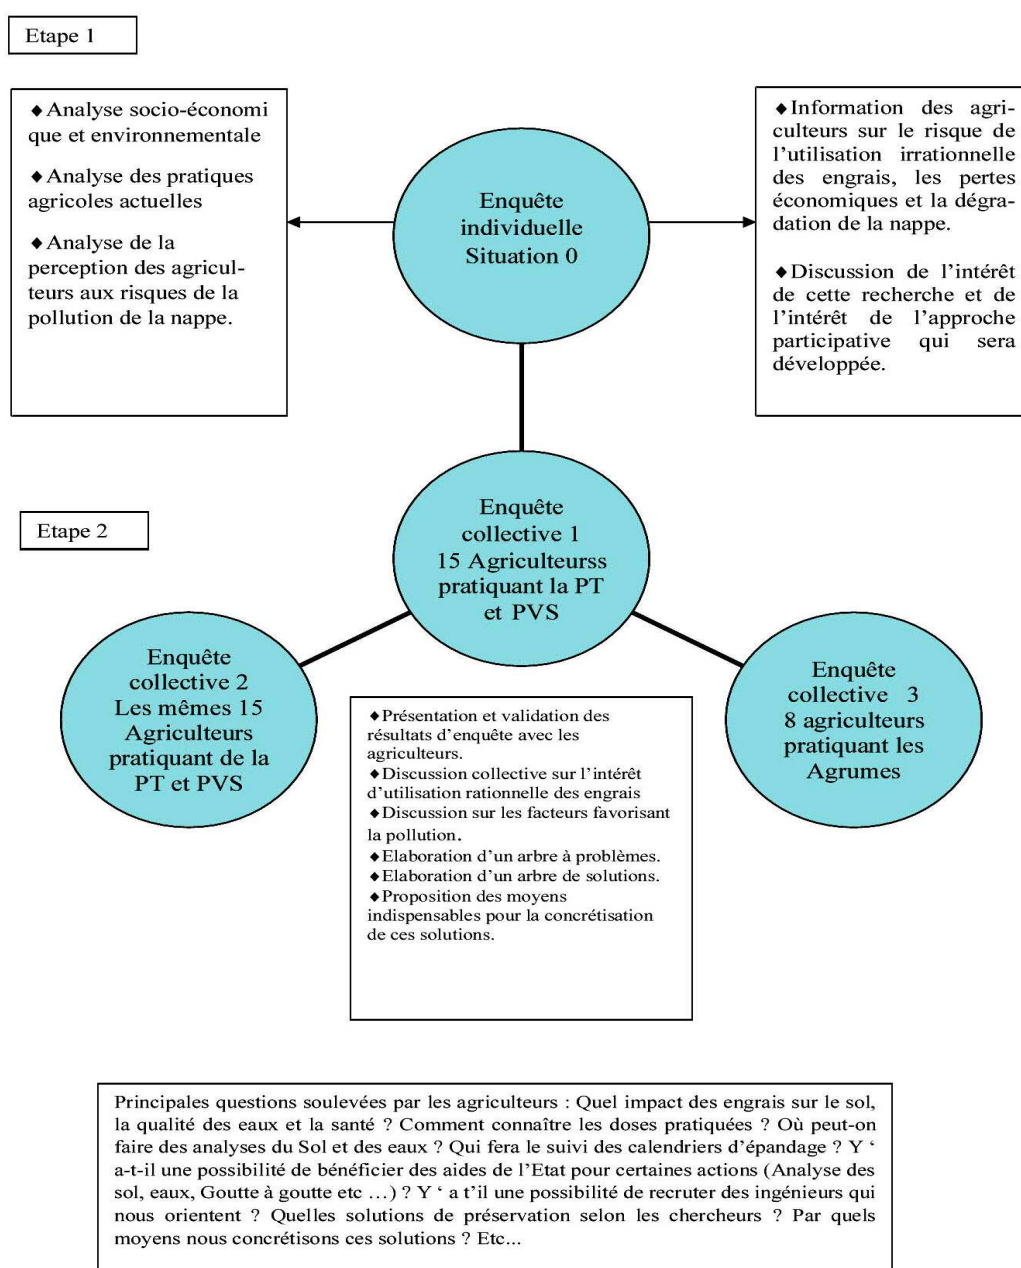 Etape 1
◆Analyse socio-économi
que et environnementale
◆Analyse des pratiques
agricoles actuelles
◆Analyse de la
perception des agricul-
teurs aux risques de la
pollution de la nappe.
Enquête
individuelle
Situation 0
◆Information des agri-
culteurs sur le risque de
l’utilisation irrationnelle
des engrais, les pertes
économiques et la dégra-
dation de la nappe.
◆Discussion de l’intérêt
de cette recherche et de
l’intérêt de l’approche
participative qui sera
développée.
Etape 2
Enquête
collective 1
15 Agriculteurss
pratiquant la PT
et PVS
Enquête
collective 2
Les mêmes 15
Agriculteurs
pratiquant de la
PT et PVS
◆Présentation et validation des
résultats d’enquête avec les
agriculteurs.
◆Discussion collective sur l’intérêt
d’utilisation rationnelle des engrais
◆Discussion sur les facteurs favorisant
la pollution.
◆Elaboration d’un arbre à problèmes.
◆Elaboration d’un arbre de solutions.
◆Proposition des moyens
indispensables pour la concrétisation
de ces solutions.
Enquête
collective 3
8 agriculteurs
pratiquant les
Agrumes
Principales questions soulevées par les agriculteurs : Quel impact des engrais sur le sol,
la qualité des eaux et la santé ? Comment connaître les doses pratiquées ? Où peut-on
faire des analyses du Sol et des eaux ? Qui fera le suivi des calendriers d’épandage ? Y ‘
a-t-il une possibilité de bénéficier des aides de l’Etat pour certaines actions (Analyse des
sol, eaux, Goutte à goutte etc …) ? Y ‘ a t’il une possibilité de recruter des ingénieurs qui
nous orientent ? Quelles solutions de préservation selon les chercheurs ? Par quels
moyens nous concrétisons ces solutions ? Etc...